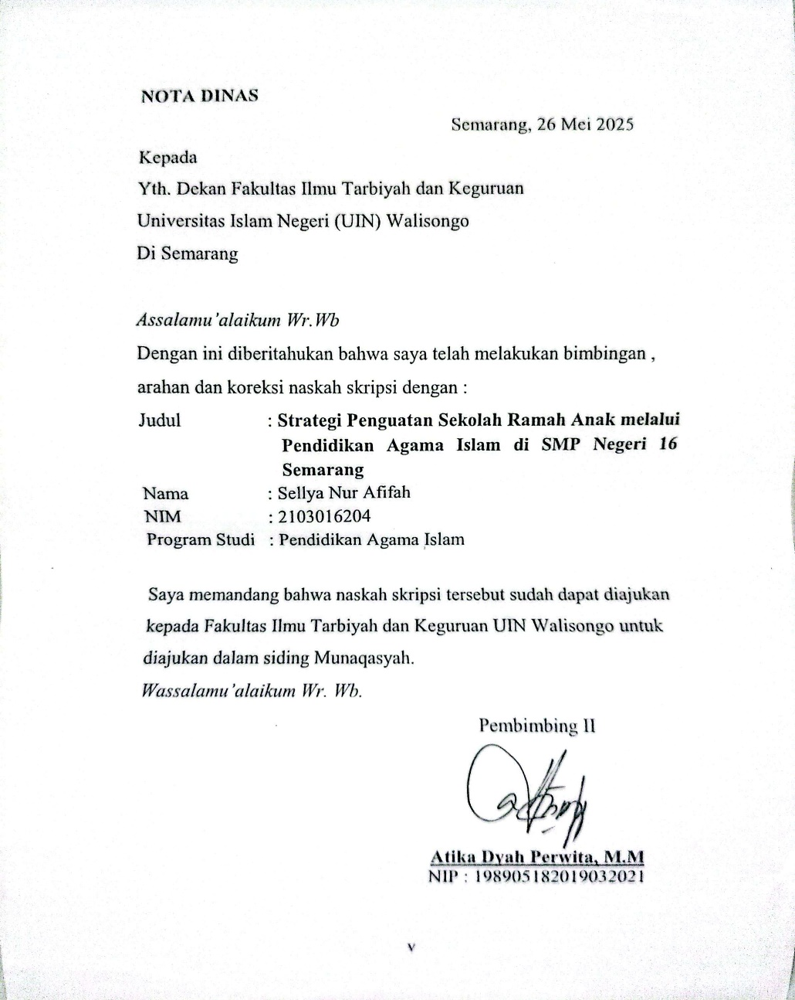 NOTA DINAS
Semarang, 26 Mei 2025
Kepada
Yth. Dekan Fakultas Ilmu Tarbiyah dan Keguruan
Universitas Islam Negeri (UIN) Walisongo
Di Semarang
Assalamu'alaikum Wr.Wb
Dengan ini diberitahukan bahwa saya telah melakukan bimbingan ,
arahan dan koreksi naskah skripsi dengan :
Judul : Strategi Penguatan Sekolah Ramah Anak melalui
Pendidikan Agama Islam di SMP Negeri 16
Semarang
Nama : Sellya Nur Afifah
NIM : 2103016204
Program Studi : Pendidikan Agama Islam
Saya memandang bahwa naskah skripsi tersebut sudah dapat diajukan
kepada Fakultas Ilmu Tarbiyah dan Keguruan UIN Walisongo untuk
diajukan dalam siding Munaqasyah.
Wassalamu'alaikum Wr. Wb.
Pembimbing II
Atika Dyah Perwita, M.M
NIP : 198905182019032021
v